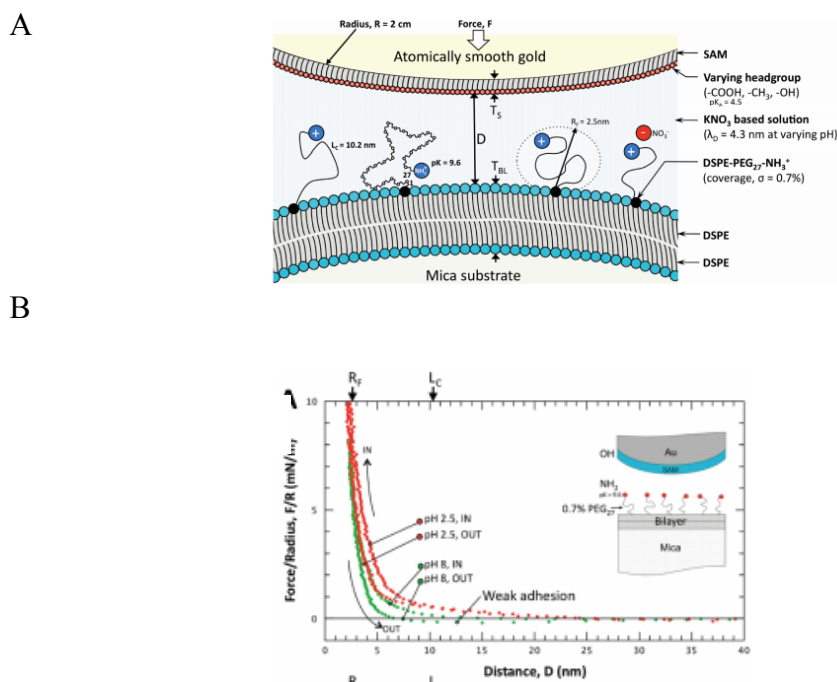 A
Radius, R = 2 cm
Force, F
Atomically smooth gold
SAM
Varying headgroup
(-COOH, -CH₃, -OH)
pKₐ = 4.5
Tₛ
D
R_F = 2.5nm
NO₃⁻
KNO₃ based solution
(λ_D = 4.3 nm at varying pH)
L_C = 10.2 nm
pK = 9.6
27
NH₃⁺
T_BL
DSPE-PEG₂₇-NH₃⁺
(coverage, σ = 0.7%)
DSPE
DSPE
Mica substrate
B
R_F
L_C
10
5
0
Force/Radius, F/R (mN/
IN
pH 2.5, IN
pH 2.5, OUT
pH 8, IN
pH 8, OUT
Weak adhesion
OUT
OH
Au
SAM
NH₂
pK = 9.6
0.7% PEG₂₇
Bilayer
Mica
0 5 10 15 20 25 30 35 40
Distance, D (nm)